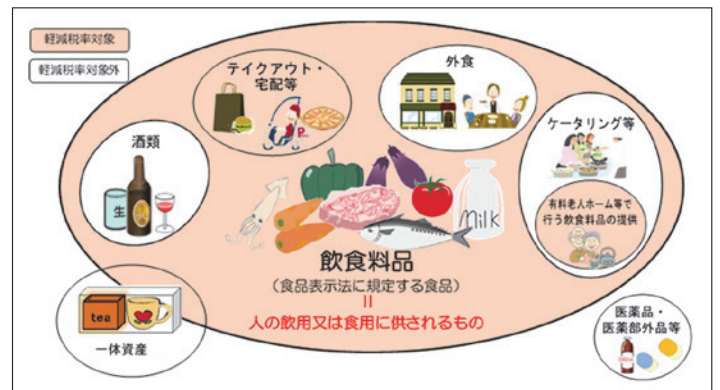 軽減税率対象
軽減税率対象外
テイクアウト・
宅配等
外食
ケータリング等
有料老人ホーム等で
行う飲食料品の提供
酒類
生
P
Milk
飲食料品
(食品表示法に規定する食品)
=
人の飲用又は食用に供されるもの
tea
一体資産
医薬品・
医薬部外品等